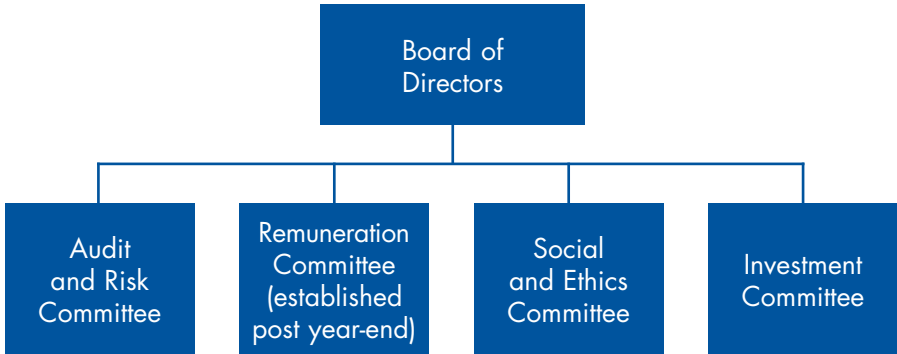 Board of
Directors
Audit
and Risk
Committee
Remuneration
Committee
(established
post year-end)
Social
and Ethics
Committee
Investment
Committee